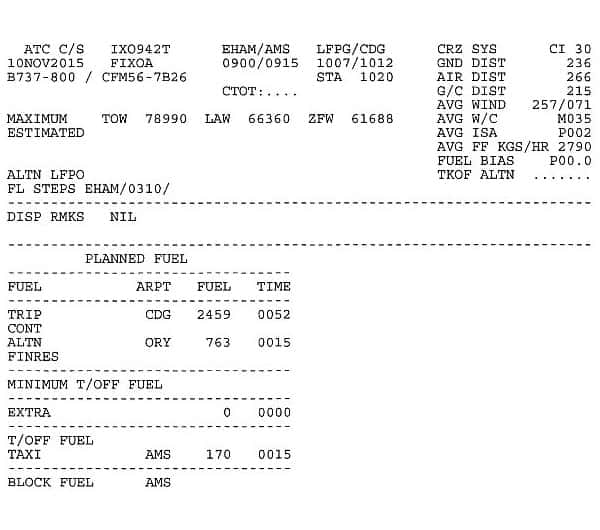 ATC C/S IXO942T EHAM/AMS LFPG/CDG CRZ SYS CI 30
10NOV2015 FIXOA 0900/0915 1007/1012 GND DIST 236
B737-800 / CFM56-7B26 STA 1020 AIR DIST 266
CTOT:.... G/C DIST 215
AVG WIND 257/071
MAXIMUM TOW 78990 LAW 66360 ZFW 61688 AVG W/C M035
ESTIMATED AVG ISA P002
AVG FF KGS/HR 2790
FUEL BIAS P00.0
ALTN LFPO TKOF ALTN .......
FL STEPS EHAM/0310/
DISP RMKS NIL
PLANNED FUEL
FUEL ARPT FUEL TIME
TRIP CDG 2459 0052
CONT
ALTN ORY 763 0015
FINRES
MINIMUM T/OFF FUEL
EXTRA 0 0000
T/OFF FUEL
TAXI AMS 170 0015
BLOCK FUEL AMS